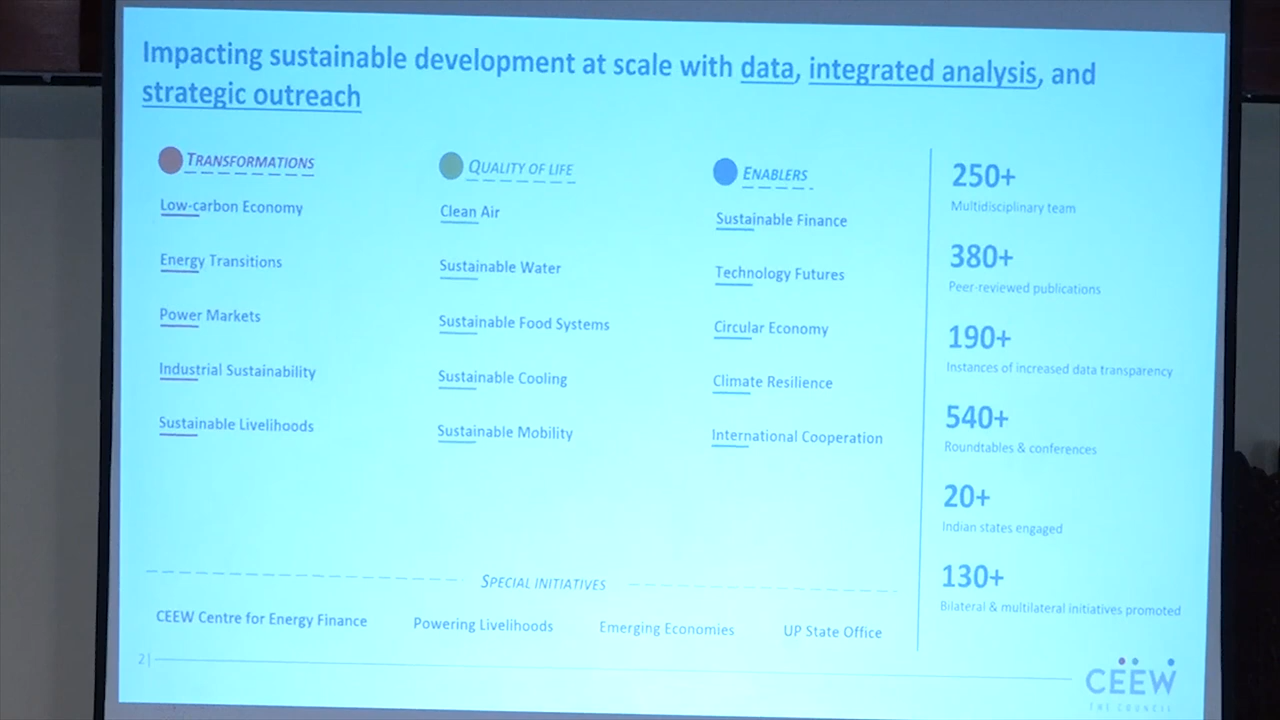 Impacting sustainable development at scale with data, integrated analysis, and
strategic outreach
TRANSFORMATIONS
Low-carbon Economy
Energy Transitions
Power Markets
Industrial Sustainability
Sustainable Livelihoods
QUALITY OF LIFE
Clean Air
Sustainable Water
Sustainable Food Systems
Sustainable Cooling
Sustainable Mobility
ENABLERS
Sustainable Finance
Technology Futures
Circular Economy
Climate Resilience
International Cooperation
250+
Multidisciplinary team
380+
Peer-reviewed publications
190+
Instances of increased data transparency
540+
Roundtables & conferences
20+
Indian states engaged
130+
Bilateral & multilateral initiatives promoted
SPECIAL INITIATIVES
CEEW Centre for Energy Finance
Powering Livelihoods
Emerging Economies
UP State Office
2|
CEEW
THE COUNCIL